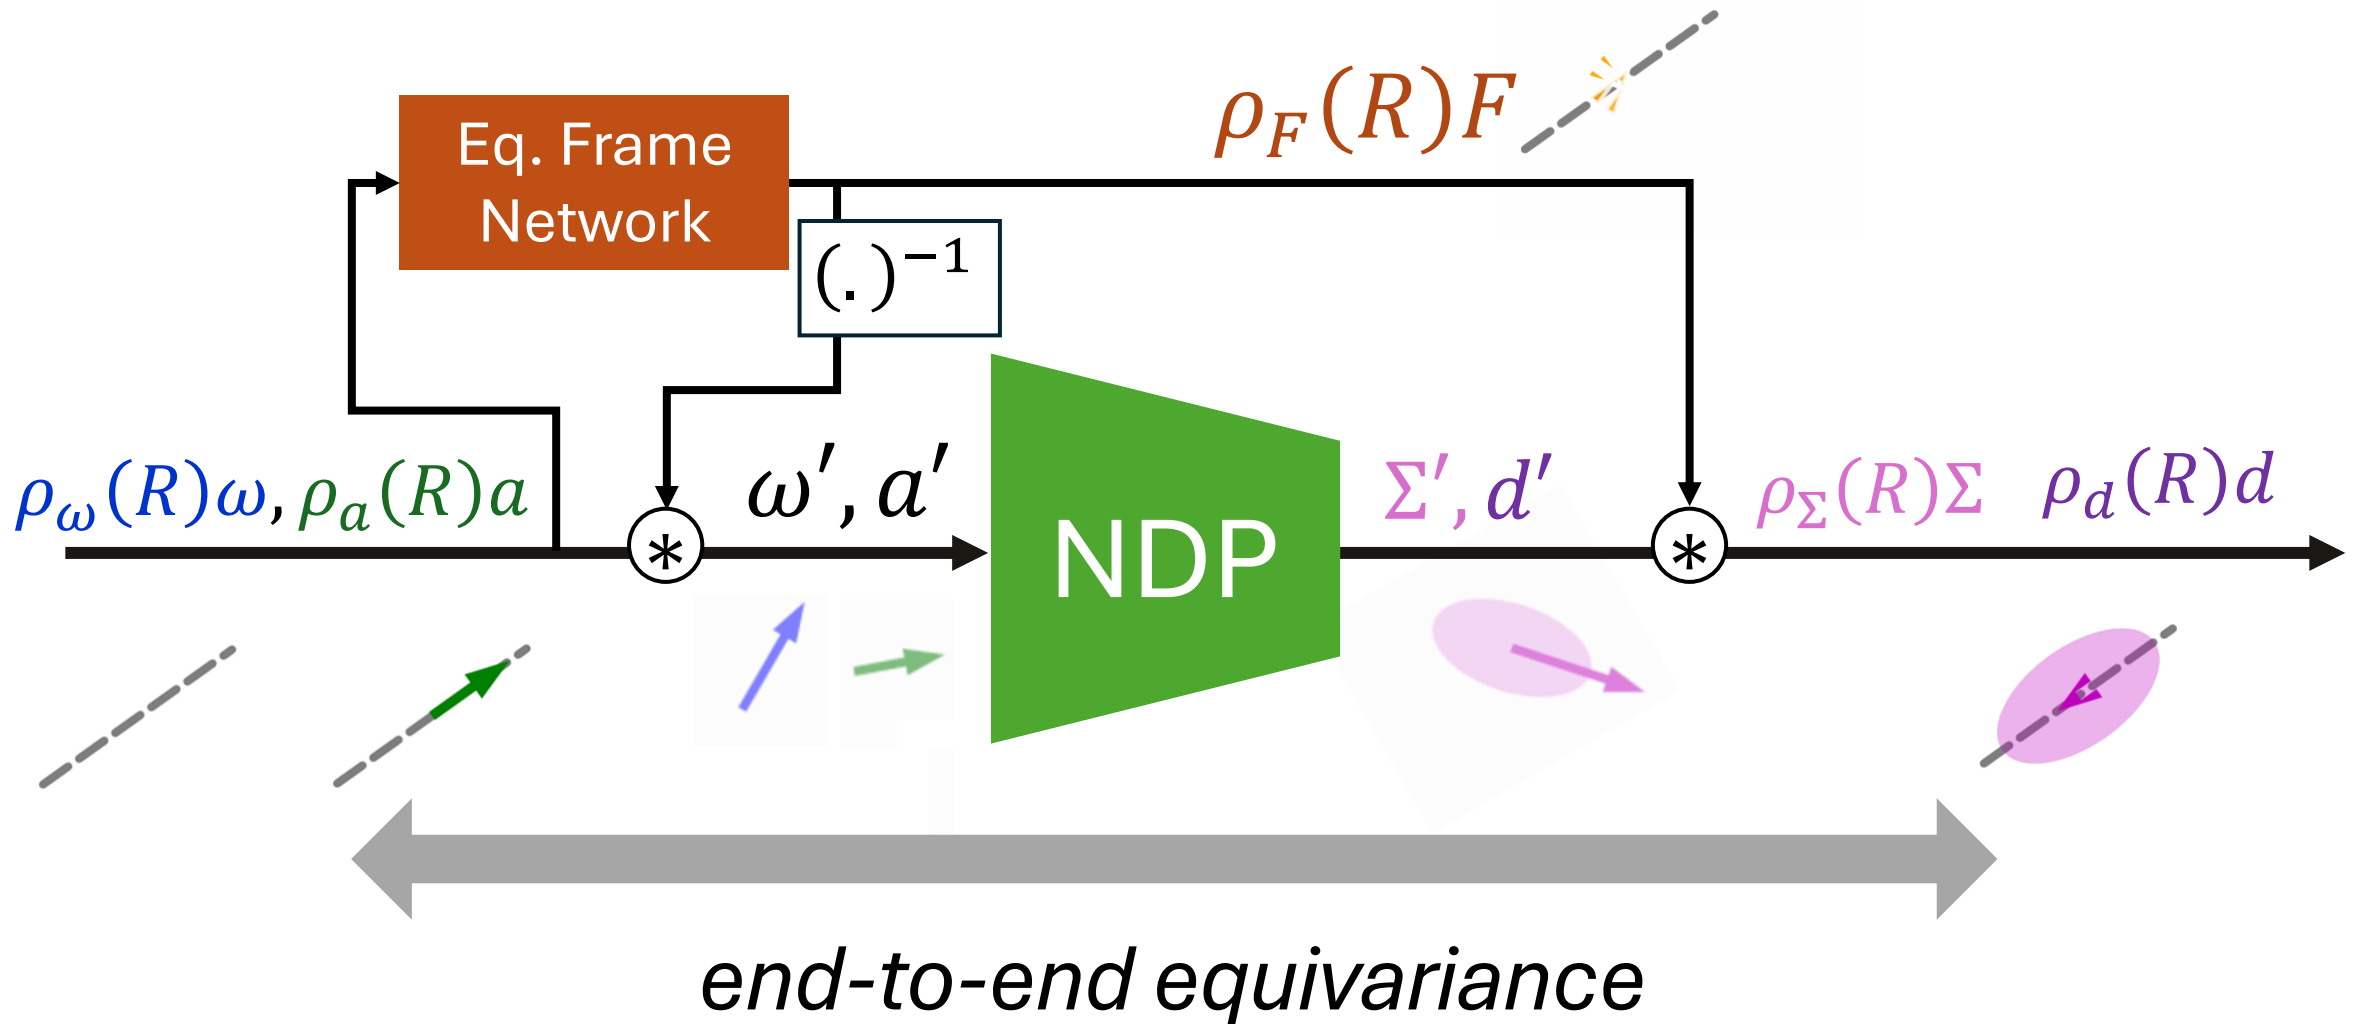 Eq. Frame
Network
ρ_F(R)F
(.)⁻¹
ρ_ω(R)ω, ρ_a(R)a
ω′, a′
NDP
Σ′, d′
ρ_Σ(R)Σ ρ_d(R)d
*
*
end-to-end equivariance